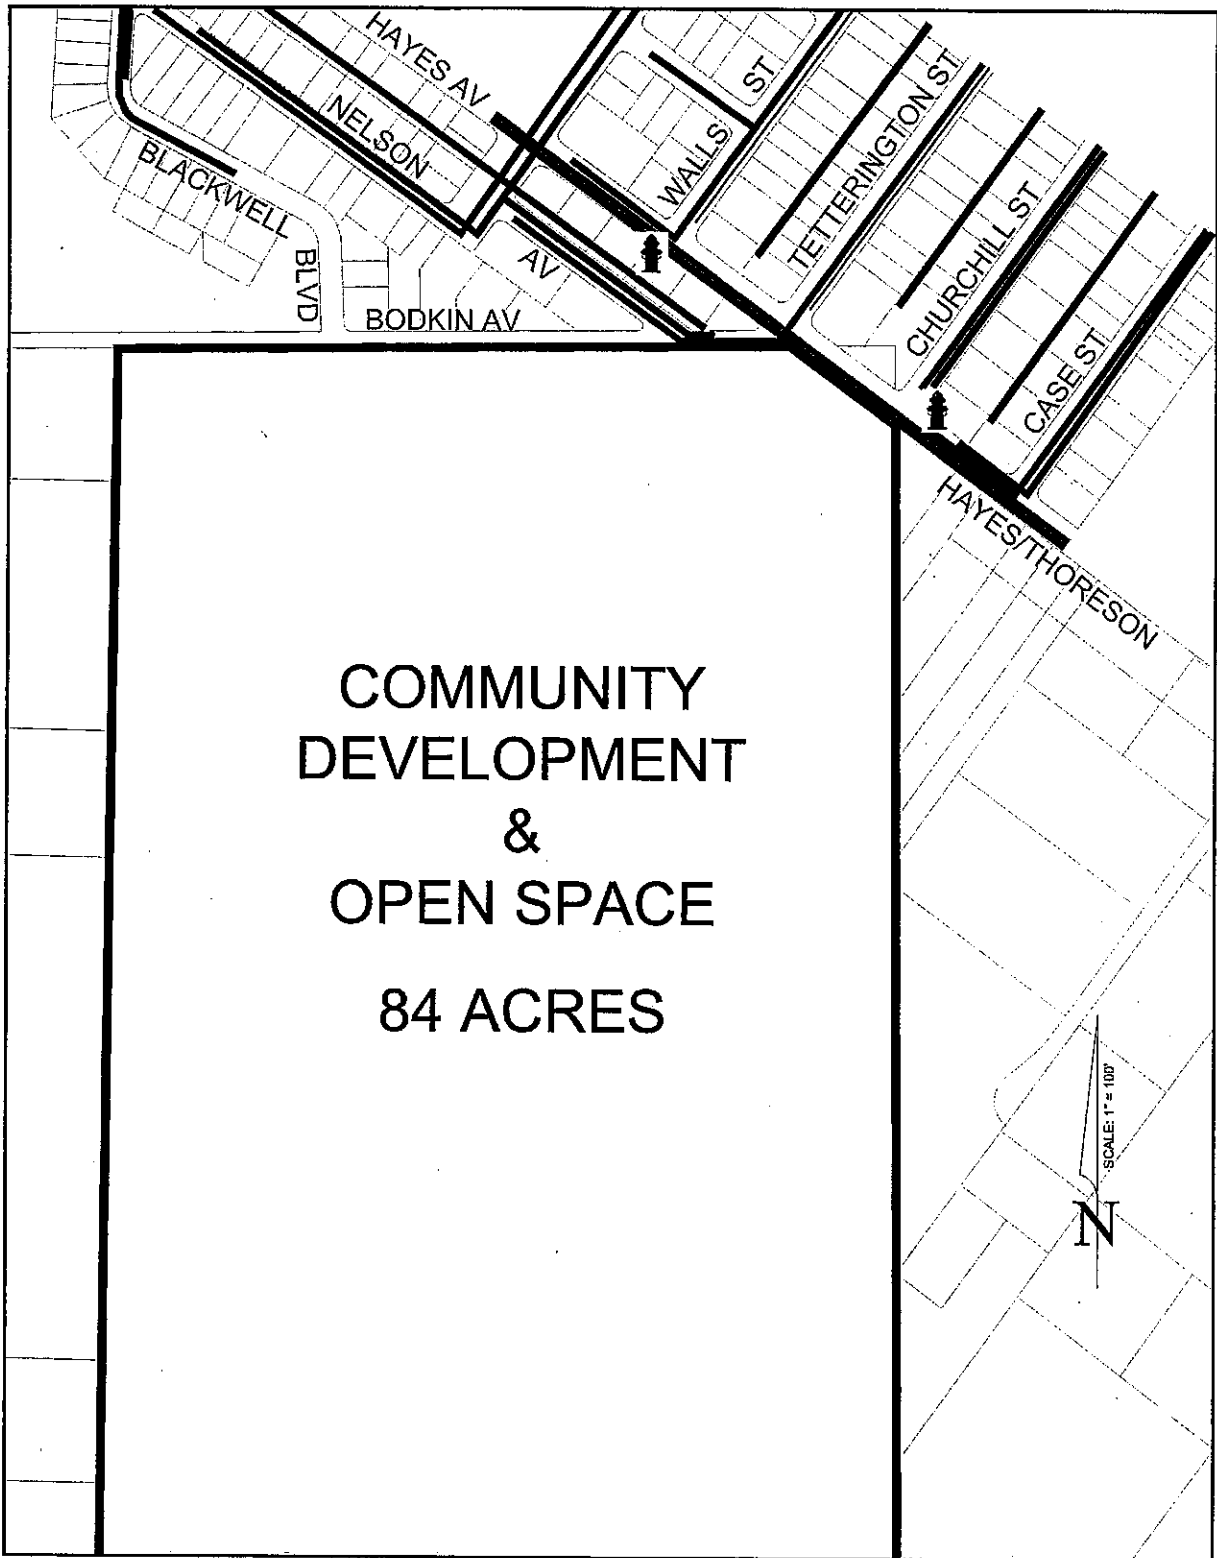 HAYES AV
NELSON
AV
WALLS
ST
TETTERINGTON ST
CHURCHILL ST
CASE ST
BLACKWELL
BLVD
BODKIN AV
HAYES/THORESON
COMMUNITY
DEVELOPMENT
&
OPEN SPACE
84 ACRES
SCALE: 1" = 100'
N